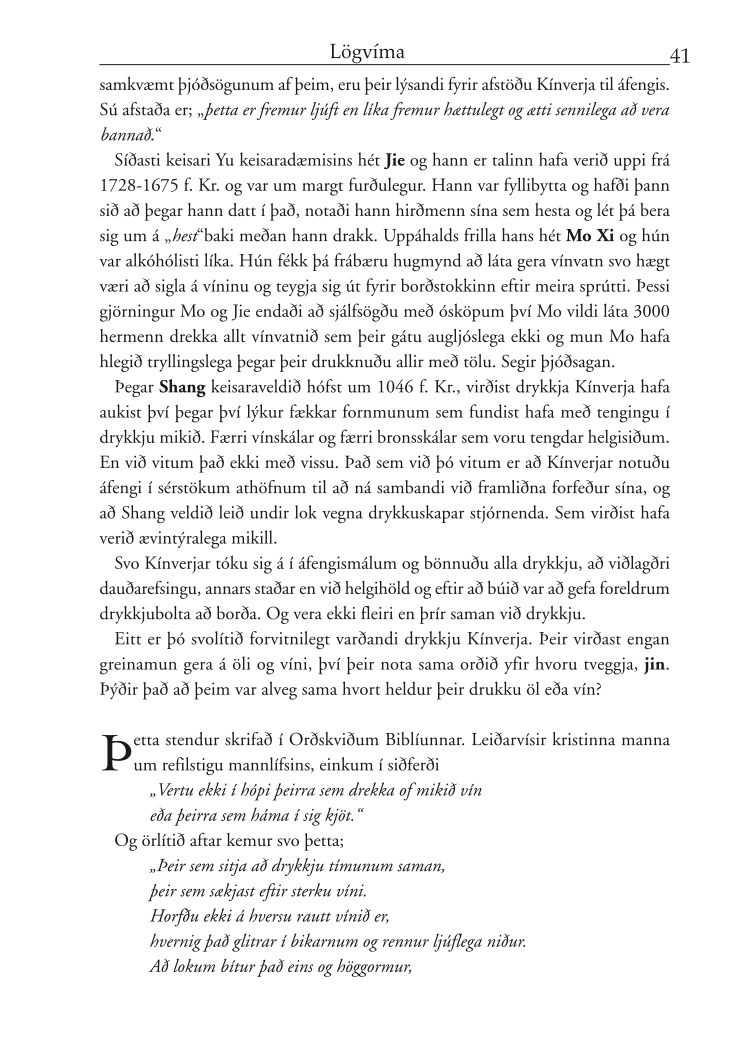 Lögvíma 41
samkvæmt þjóðsögunum af þeim, eru þeir lýsandi fyrir afstöðu Kínverja til áfengis.
Sú afstaða er; „þetta er fremur ljúft en líka fremur hættulegt og ætti sennilega að vera
bannað.“
Síðasti keisari Yu keisaradæmisins hét Jie og hann er talinn hafa verið uppi frá
1728-1675 f. Kr. og var um margt furðulegur. Hann var fyllibytta og hafði þann
sið að þegar hann datt í það, notaði hann hirðmenn sína sem hesta og lét þá bera
sig um á „hest“baki meðan hann drakk. Uppáhalds frilla hans hét Mo Xi og hún
var alkóhólisti líka. Hún fékk þá frábæru hugmynd að láta gera vínvatn svo hægt
væri að sigla á víninu og teygja sig út fyrir borðstokkinn eftir meira sprútti. Þessi
gjörningur Mo og Jie endaði að sjálfsögðu með ósköpum því Mo vildi láta 3000
hermenn drekka allt vínvatnið sem þeir gátu augljóslega ekki og mun Mo hafa
hlegið tryllingslega þegar þeir drukknuðu allir með tölu. Segir þjóðsagan.
Þegar Shang keisaraveldið hófst um 1046 f. Kr., virðist drykkja Kínverja hafa
aukist því þegar því lýkur fækkar fornmunum sem fundist hafa með tengingu í
drykkju mikið. Færri vínskálar og færri bronsskálar sem voru tengdar helgisiðum.
En við vitum það ekki með vissu. Það sem við þó vitum er að Kínverjar notuðu
áfengi í sérstökum athöfnum til að ná sambandi við framliðna forfeður sína, og
að Shang veldið leið undir lok vegna drykkuskapar stjórnenda. Sem virðist hafa
verið ævintýralega mikill.
Svo Kínverjar tóku sig á í áfengismálum og bönnuðu alla drykkju, að viðlagðri
dauðarefsingu, annars staðar en við helgihöld og eftir að búið var að gefa foreldrum
drykkjubolta að borða. Og vera ekki fleiri en þrír saman við drykkju.
Eitt er þó svolítið forvitnilegt varðandi drykkju Kínverja. Þeir virðast engan
greinamun gera á öli og víni, því þeir nota sama orðið yfir hvoru tveggja, jin.
Þýðir það að þeim var alveg sama hvort heldur þeir drukku öl eða vín?
Þetta stendur skrifað í Orðskviðum Biblíunnar. Leiðarvísir kristinna manna
um refilstigu mannlífsins, einkum í siðferði
„Vertu ekki í hópi þeirra sem drekka of mikið vín
eða þeirra sem háma í sig kjöt.“
Og örlítið aftar kemur svo þetta;
„Þeir sem sitja að drykkju tímunum saman,
þeir sem sækjast eftir sterku víni.
Horfðu ekki á hversu rautt vínið er,
hvernig það glitrar í bikarnum og rennur ljúflega niður.
Að lokum bítur það eins og höggormur,